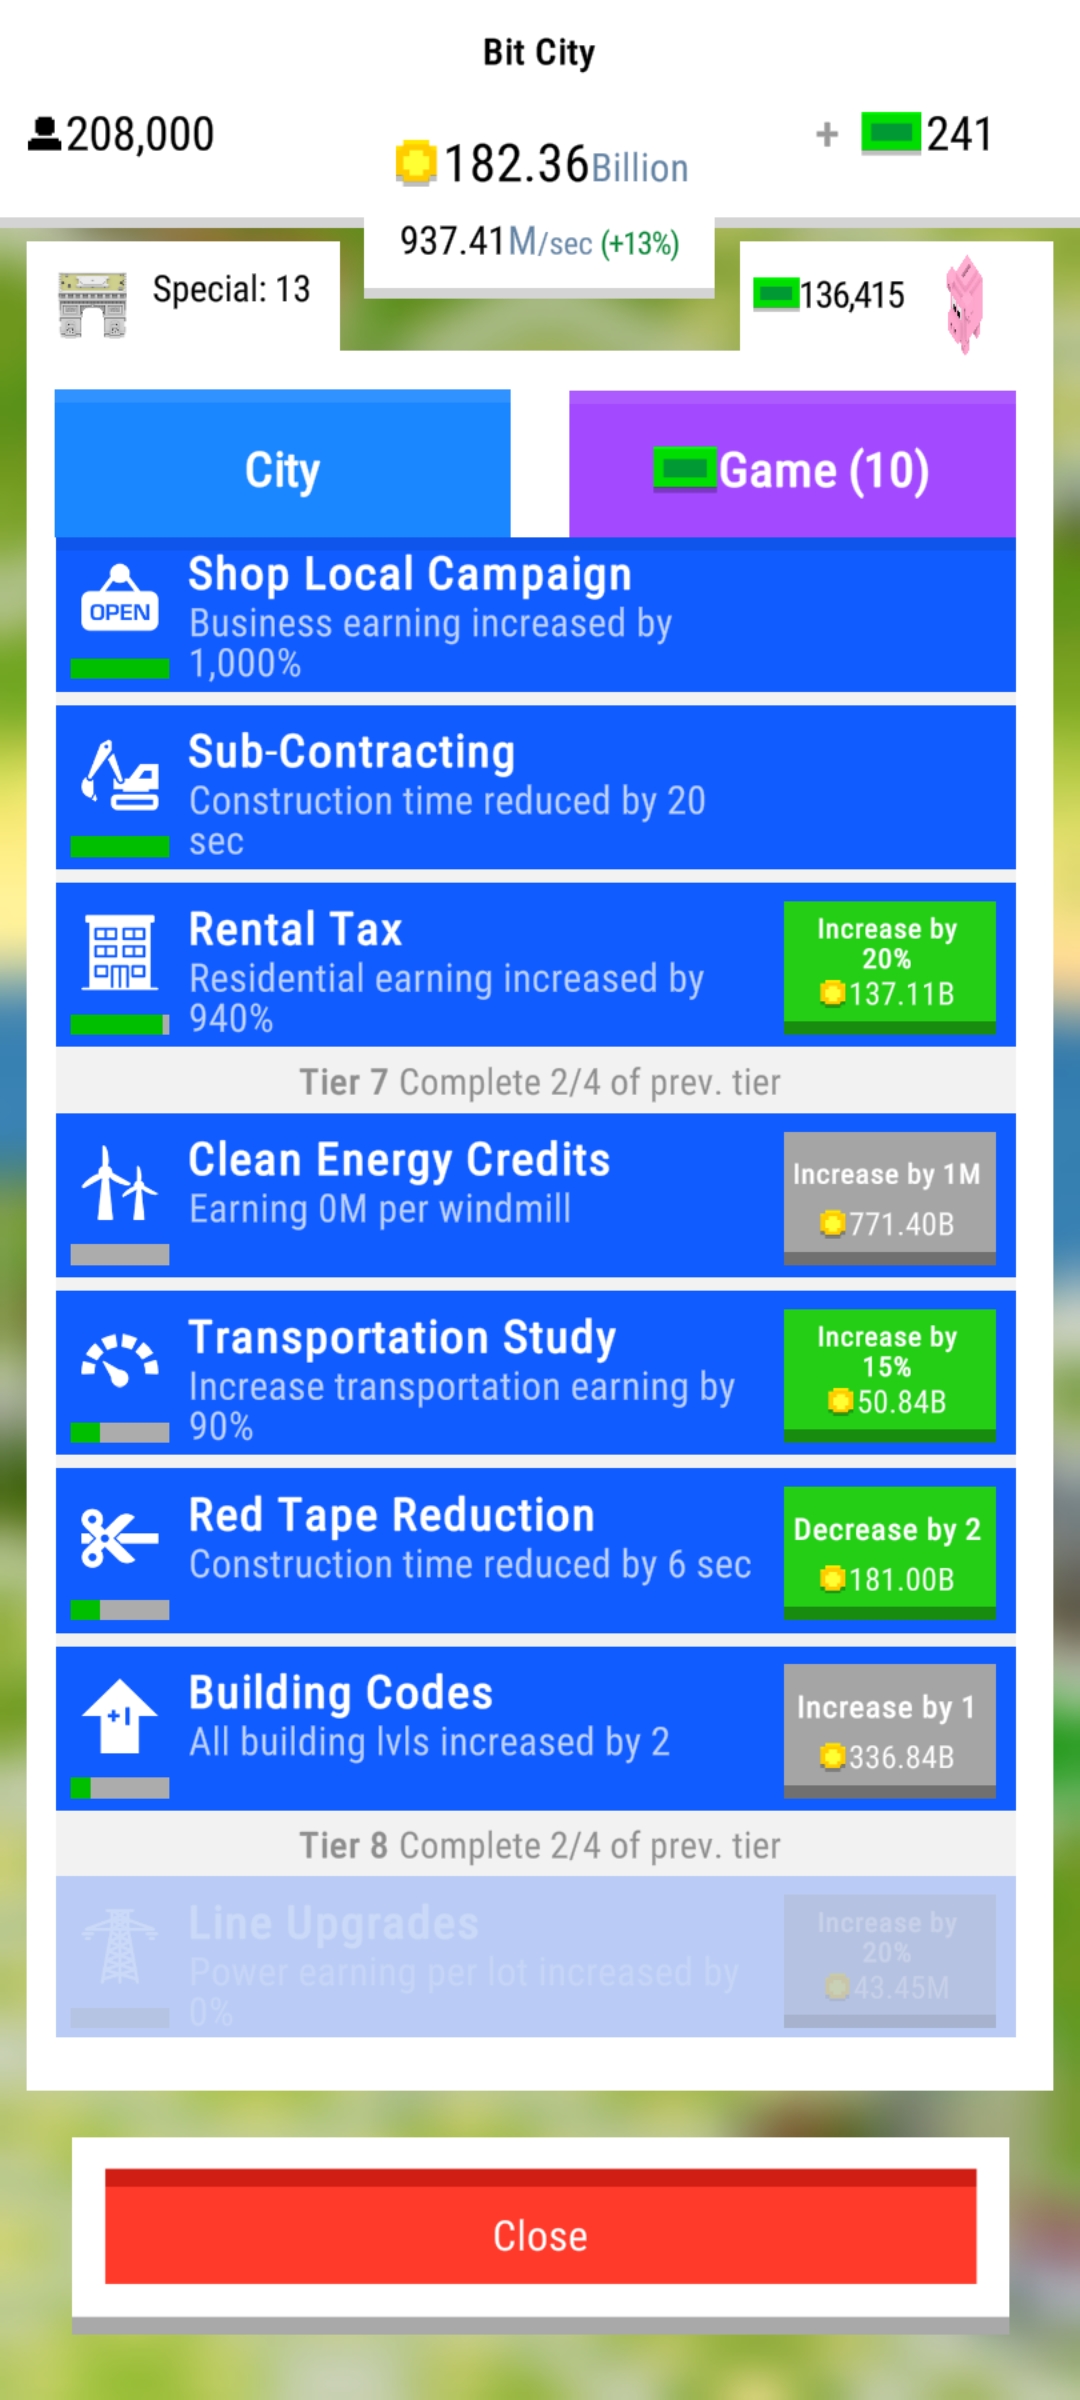 Bit City
208,000
182.36Billion
+ 241
937.41M/sec (+13%)
Special: 13
136,415
City
Game (10)
OPEN
Shop Local Campaign
Business earning increased by
1,000%
Sub-Contracting
Construction time reduced by 20
sec
Rental Tax
Residential earning increased by
940%
Increase by
20%
137.11B
Tier 7 Complete 2/4 of prev. tier
Clean Energy Credits
Earning 0M per windmill
Increase by 1M
771.40B
Transportation Study
Increase transportation earning by
90%
Increase by
15%
50.84B
Red Tape Reduction
Construction time reduced by 6 sec
Decrease by 2
181.00B
+1
Building Codes
All building lvls increased by 2
Increase by 1
336.84B
Tier 8 Complete 2/4 of prev. tier
Line Upgrades
Power earning per lot increased by
0%
Increase by
20%
43.45M
Close